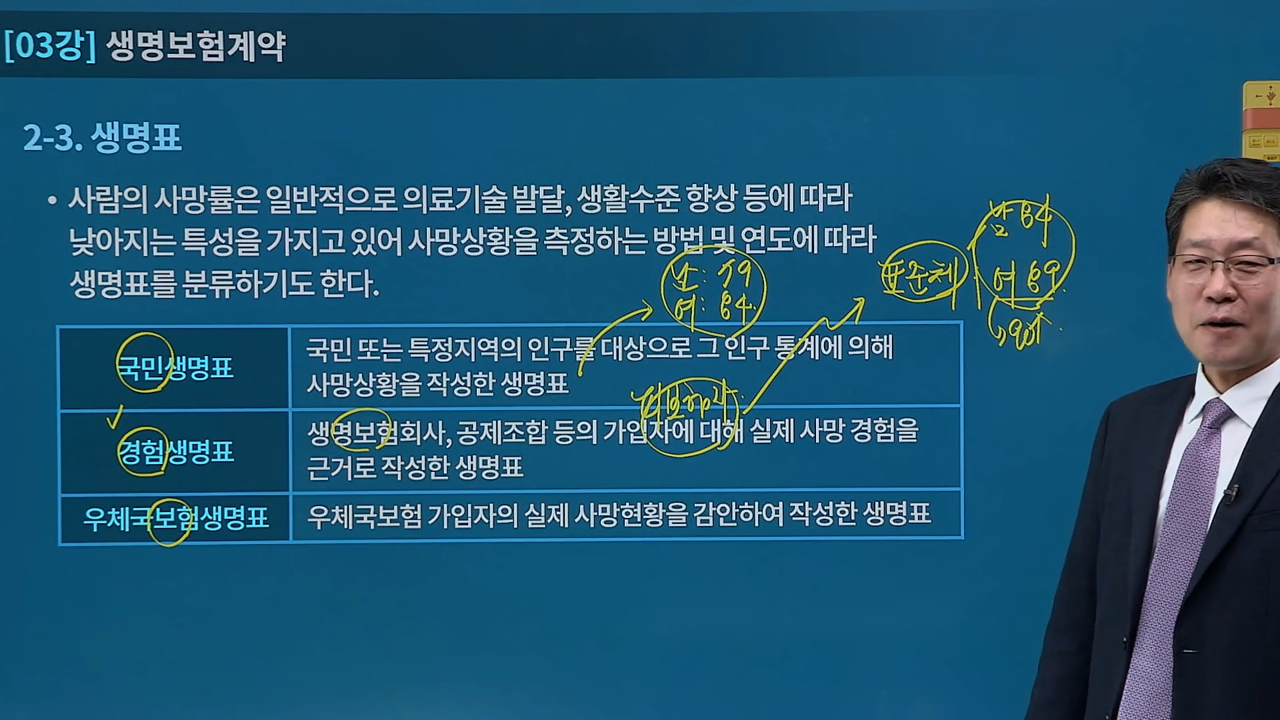 [03강] 생명보험계약
2-3. 생명표
• 사람의 사망률은 일반적으로 의료기술 발달, 생활수준 향상 등에 따라
낮아지는 특성을 가지고 있어 사망상황을 측정하는 방법 및 연도에 따라
생명표를 분류하기도 한다.
남 84
여 89
표준체
남: 79
여: 84
국민생명표
국민 또는 특정지역의 인구를 대상으로 그 인구 통계에 의해
사망상황을 작성한 생명표
피보험자
경험생명표
생명보험회사, 공제조합 등의 가입자에 대해 실제 사망 경험을
근거로 작성한 생명표
우체국보험생명표
우체국보험 가입자의 실제 사망현황을 감안하여 작성한 생명표